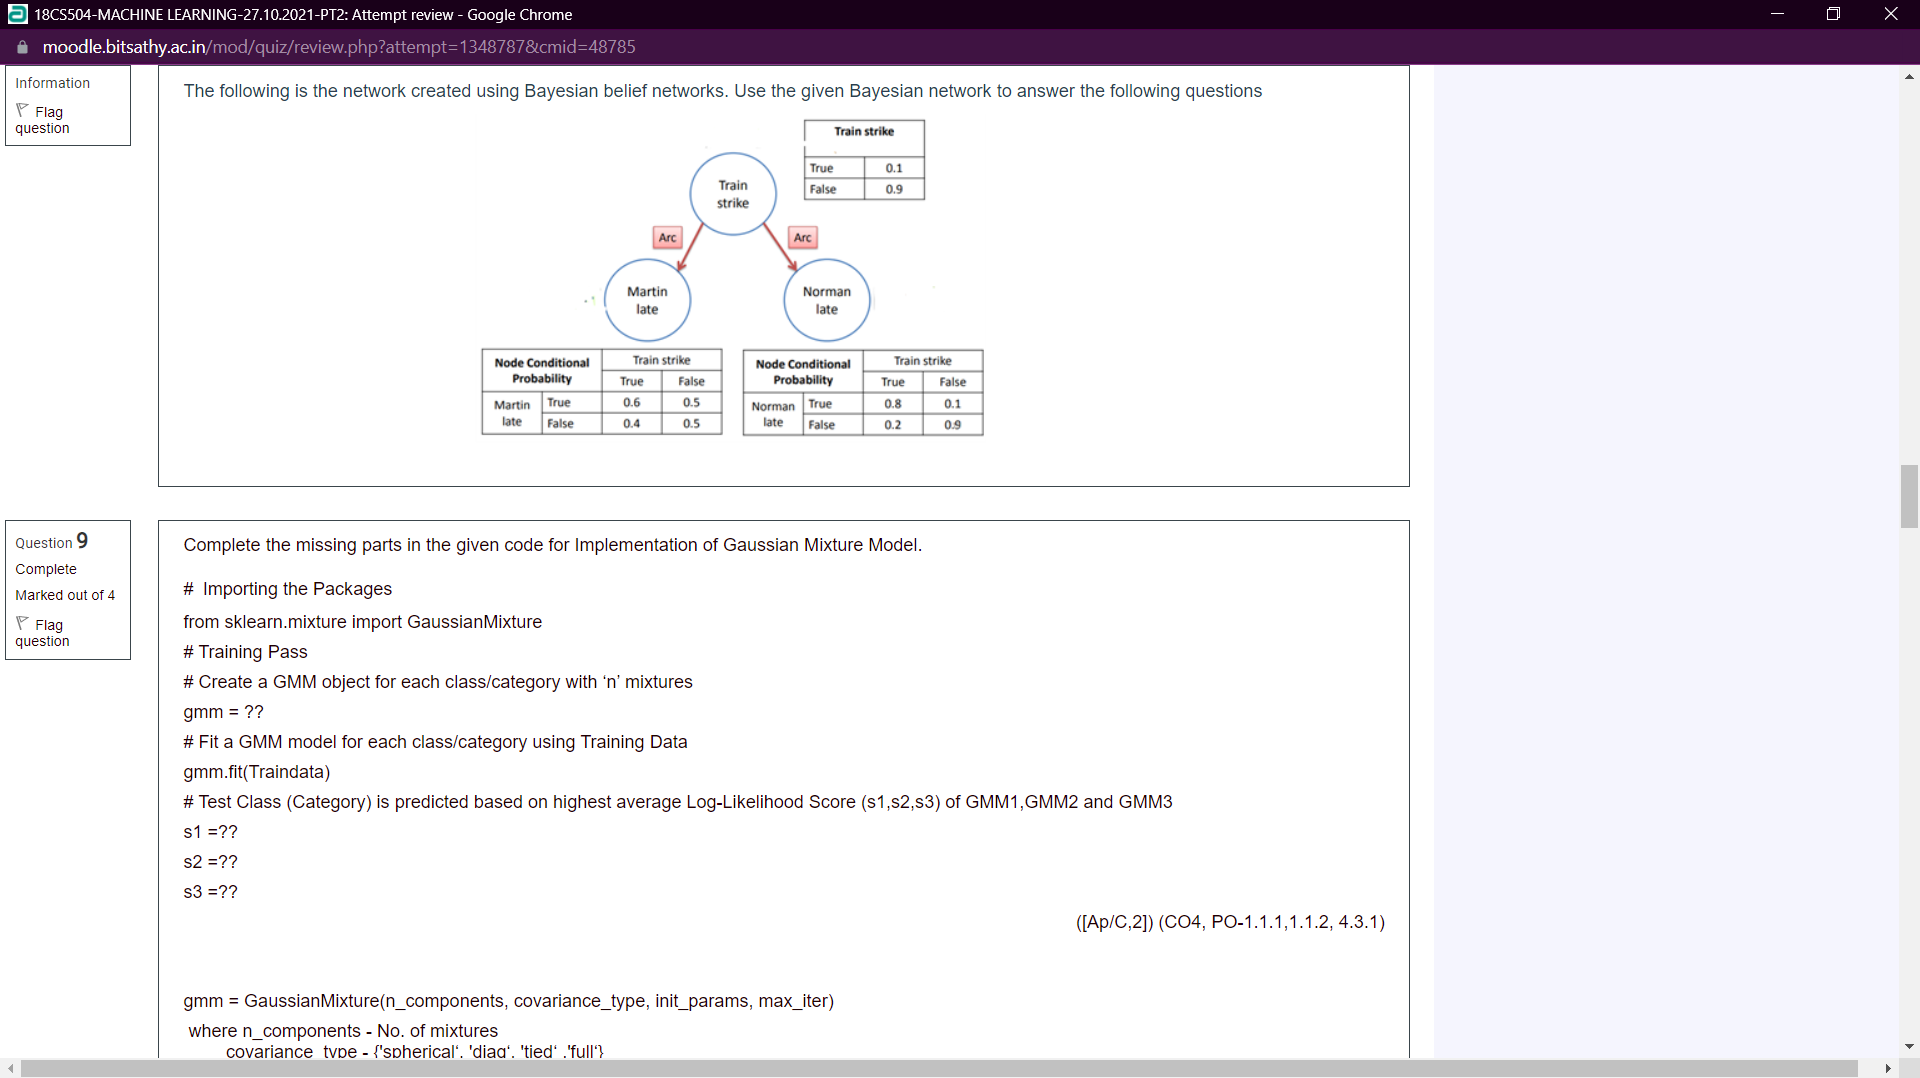 18CS504-MACHINE LEARNING-27.10.2021-PT2: Attempt review - Google Chrome
moodle.bitsathy.ac.in/mod/quiz/review.php?attempt=1348787&cmid=48785
Information
Flag question
The following is the network created using Bayesian belief networks. Use the given Bayesian network to answer the following questions
Train strike
True 0.1
False 0.9
Train
strike
Arc
Arc
Martin
late
Norman
late
Node Conditional Probability Train strike
True False
Martin late True 0.6 0.5
False 0.4 0.5
Node Conditional Probability Train strike
True False
Norman late True 0.8 0.1
False 0.2 0.9
Question 9
Complete
Marked out of 4
Flag question
Complete the missing parts in the given code for Implementation of Gaussian Mixture Model.
# Importing the Packages
from sklearn.mixture import GaussianMixture
# Training Pass
# Create a GMM object for each class/category with ‘n’ mixtures
gmm = ??
# Fit a GMM model for each class/category using Training Data
gmm.fit(Traindata)
# Test Class (Category) is predicted based on highest average Log-Likelihood Score (s1,s2,s3) of GMM1,GMM2 and GMM3
s1 =??
s2 =??
s3 =??
([Ap/C,2]) (CO4, PO-1.1.1,1.1.2, 4.3.1)
gmm = GaussianMixture(n_components, covariance_type, init_params, max_iter)
where n_components - No. of mixtures
covariance_type - {'spherical‘, 'diag‘, 'tied‘ ,'full‘}